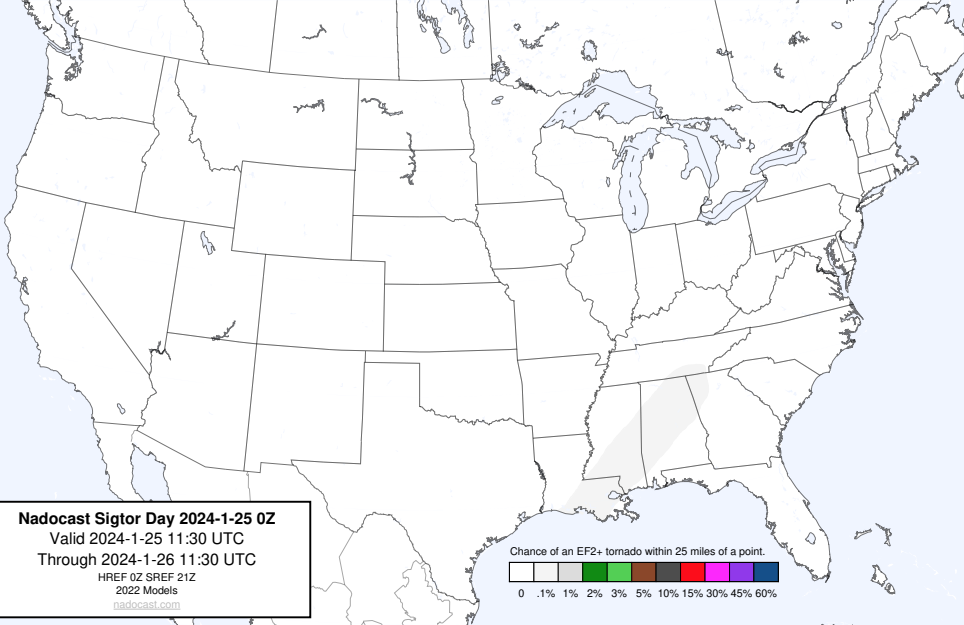 Nadocast Sigtor Day 2024-1-25 0Z
Valid 2024-1-25 11:30 UTC
Through 2024-1-26 11:30 UTC
HREF 0Z SREF 21Z
2022 Models
nadocast.com
Chance of an EF2+ tornado within 25 miles of a point.
0 .1% 1% 2% 3% 5% 10% 15% 30% 45% 60%